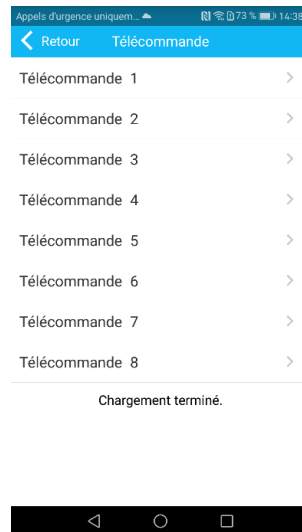 Appels d'urgence uniquem... 73 % 14:38
Retour Télécommande
Télécommande 1
Télécommande 2
Télécommande 3
Télécommande 4
Télécommande 5
Télécommande 6
Télécommande 7
Télécommande 8
Chargement terminé.